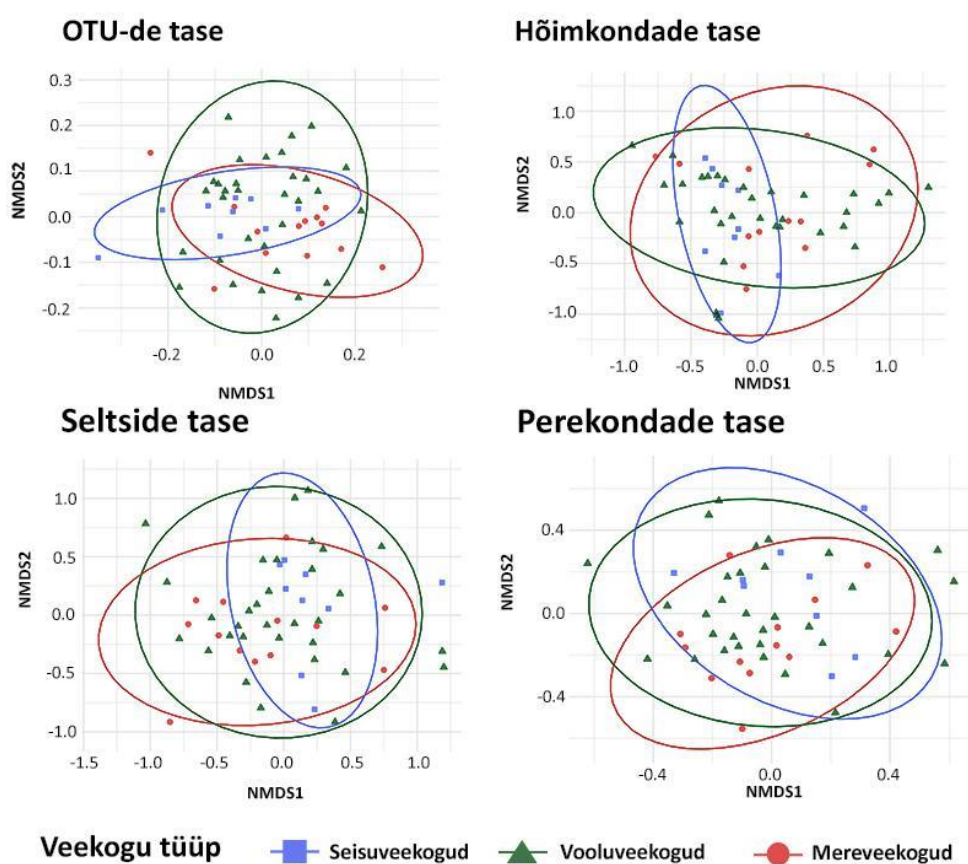 OTU-de tase
0.3
0.2
0.1
0.0
-0.1
-0.2
NMDS2
-0.2 0.0 0.2
NMDS1
Hõimkondade tase
1.0
0.5
0.0
-0.5
-1.0
NMDS2
-1.0 -0.5 0.0 0.5 1.0
NMDS1
Seltside tase
1.0
0.5
0.0
-0.5
-1.0
NMDS2
-1.5 -1.0 -0.5 0.0 0.5 1.0
NMDS1
Perekondade tase
0.4
0.0
-0.4
NMDS2
-0.4 0.0 0.4
NMDS1
Veekogu tüüp Seisuveekogud Vooluveekogud Mereveekogud